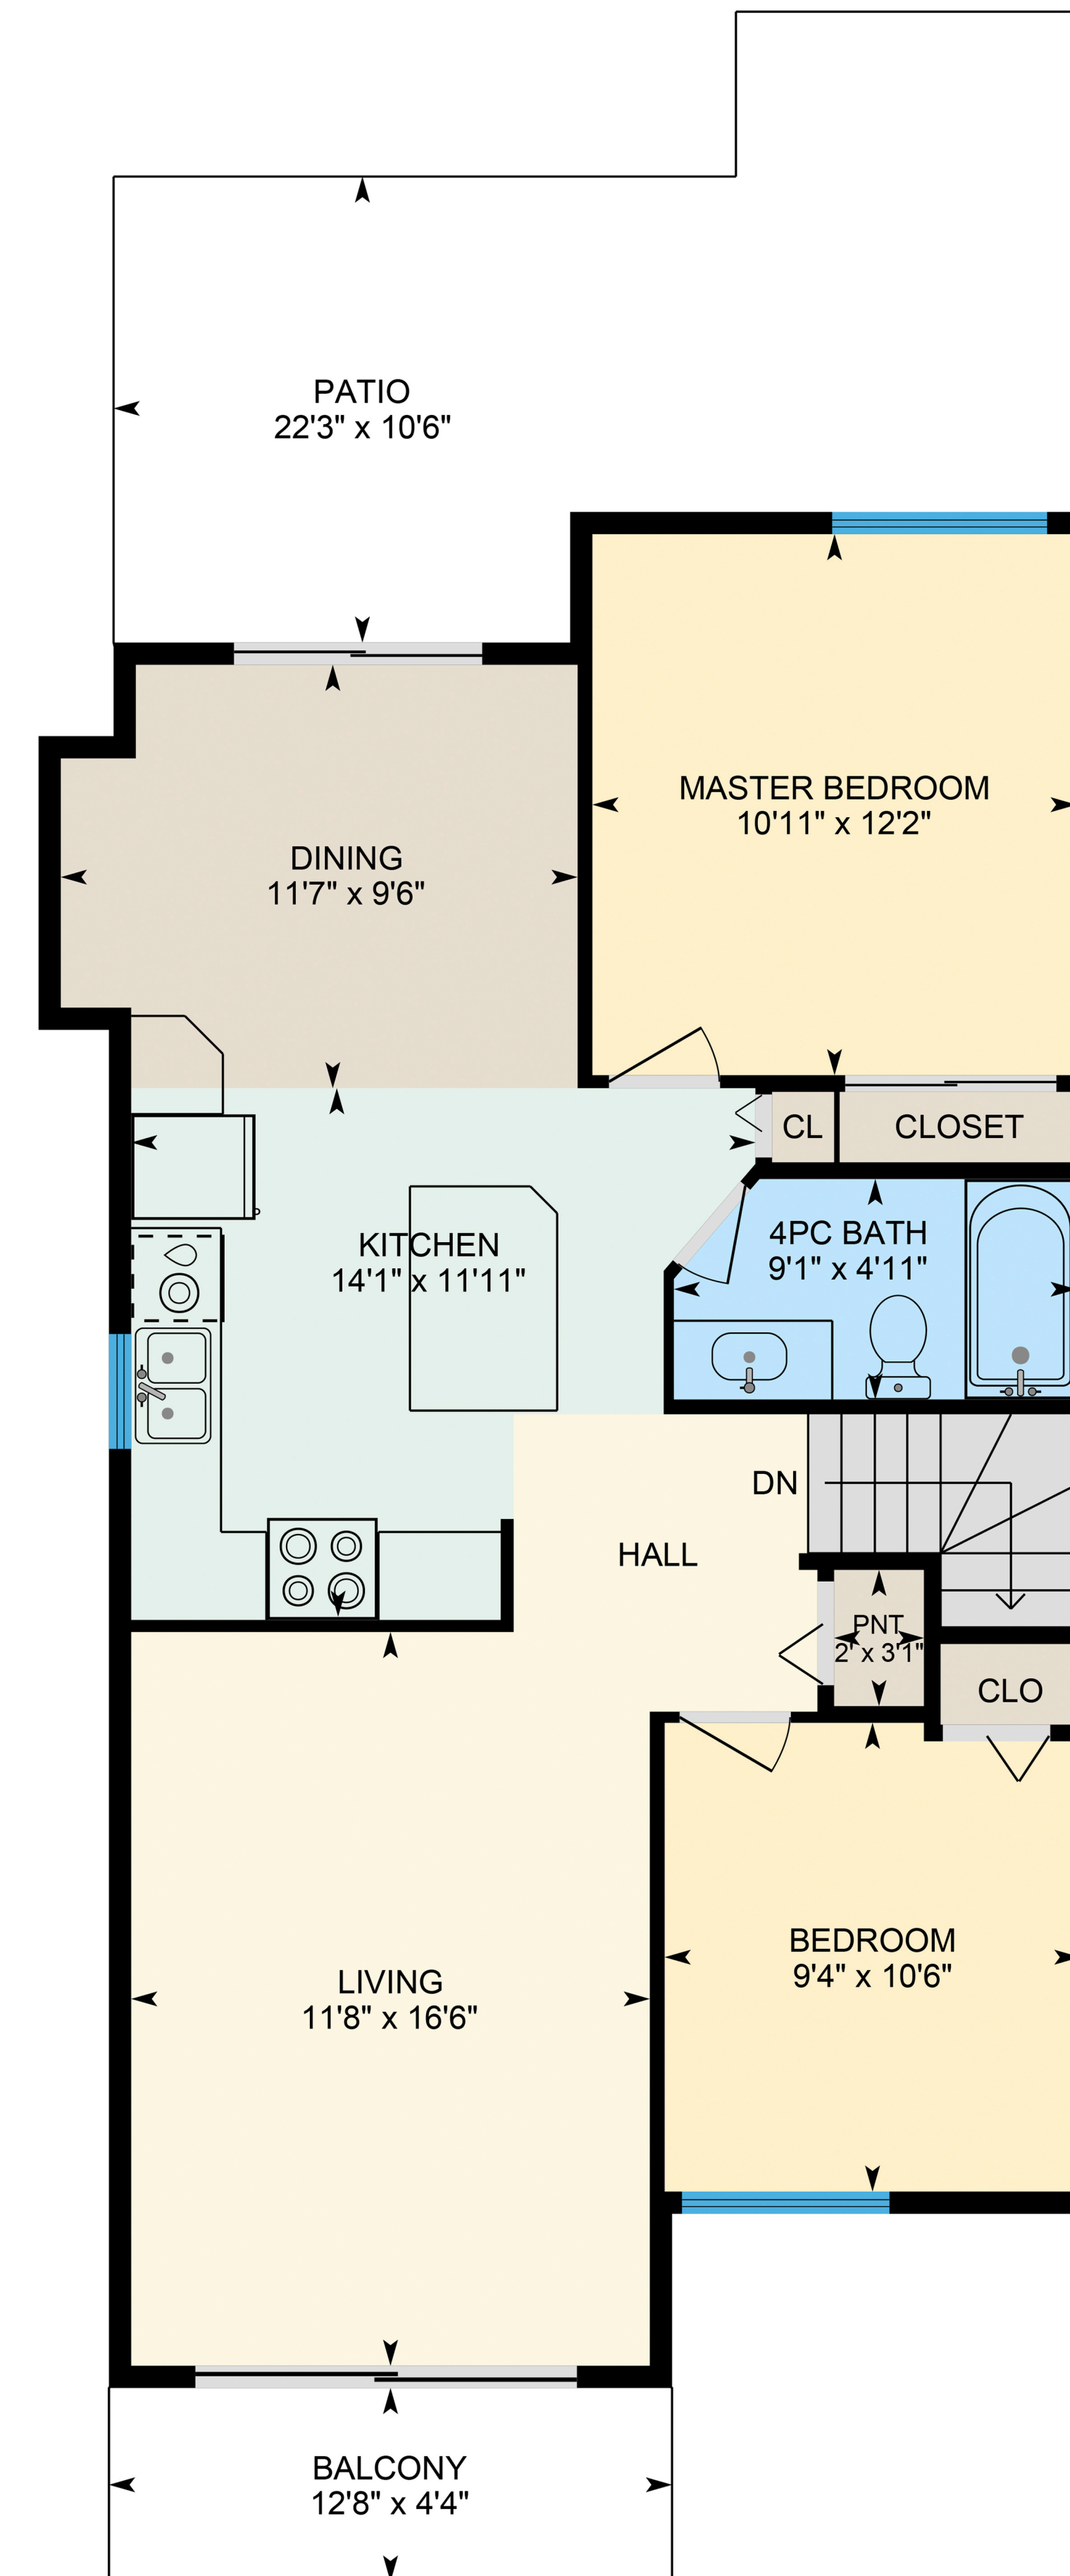 PATIO
22'3" x 10'6"
MASTER BEDROOM
10'11" x 12'2"
DINING
11'7" x 9'6"
CL
CLOSET
KITCHEN
14'1" x 11'11"
4PC BATH
9'1" x 4'11"
DN
HALL
PNT
2' x 3'1"
CLO
BEDROOM
9'4" x 10'6"
LIVING
11'8" x 16'6"
BALCONY
12'8" x 4'4"